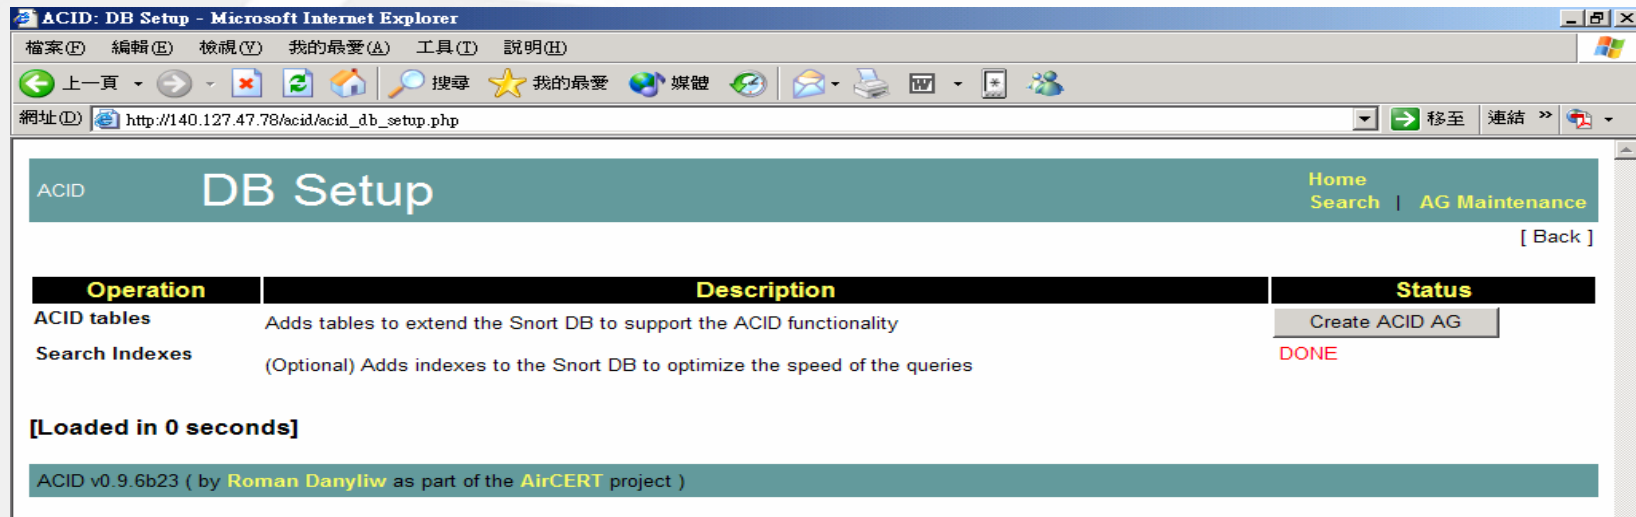 ACID: DB Setup - Microsoft Internet Explorer
檔案(F) 編輯(E) 檢視(V) 我的最愛(A) 工具(T) 說明(H)
上一頁 搜尋 我的最愛 媒體
網址(D) http://140.127.47.78/acid/acid_db_setup.php 移至 連結 »
ACID DB Setup
Home
Search | AG Maintenance
[ Back ]
Operation Description Status
ACID tables Adds tables to extend the Snort DB to support the ACID functionality Create ACID AG
Search Indexes (Optional) Adds indexes to the Snort DB to optimize the speed of the queries DONE
[Loaded in 0 seconds]
ACID v0.9.6b23 ( by Roman Danyliw as part of the AirCERT project )